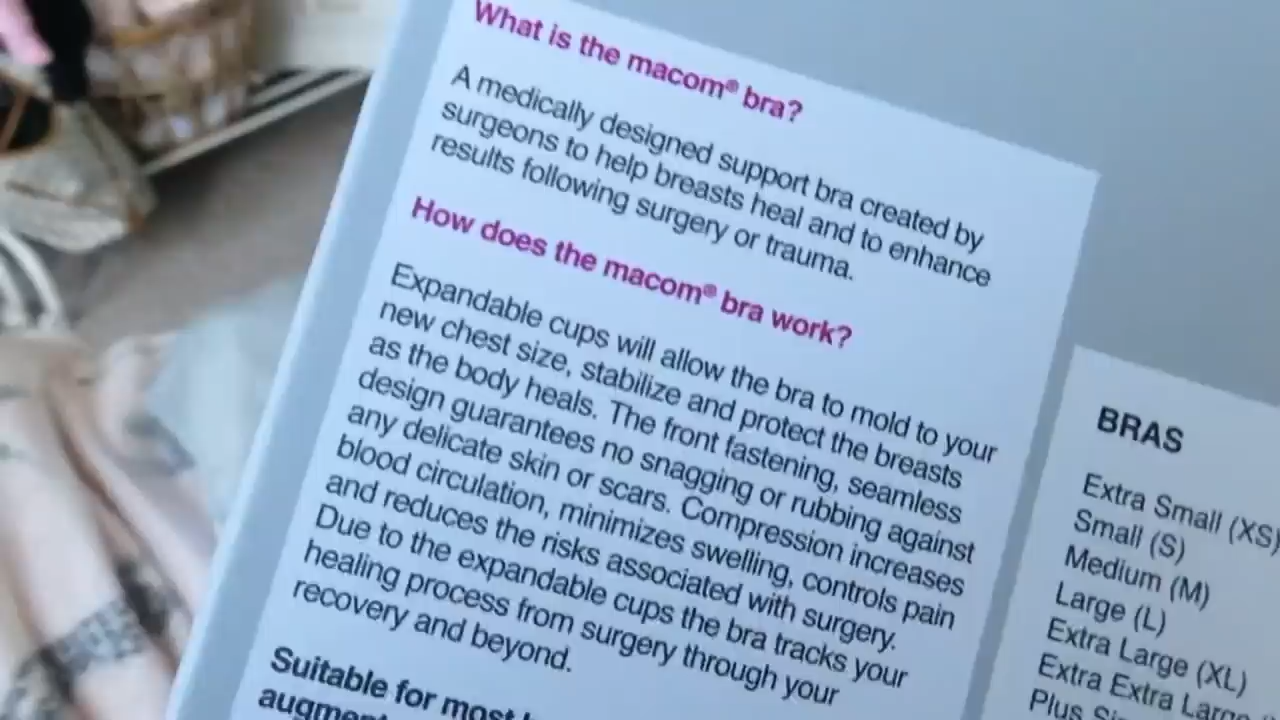 What is the macom® bra?
A medically designed support bra created by
surgeons to help breasts heal and to enhance
results following surgery or trauma.
How does the macom® bra work?
Expandable cups will allow the bra to mold to your
new chest size, stabilize and protect the breasts
as the body heals. The front fastening, seamless
design guarantees no snagging or rubbing against
any delicate skin or scars. Compression increases
blood circulation, minimizes swelling, controls pain
and reduces the risks associated with surgery.
Due to the expandable cups the bra tracks your
healing process from surgery through your
recovery and beyond.
Suitable for most
BRAS
Extra Small (XS)
Small (S)
Medium (M)
Large (L)
Extra Large (XL)
Extra Extra Large
Plus